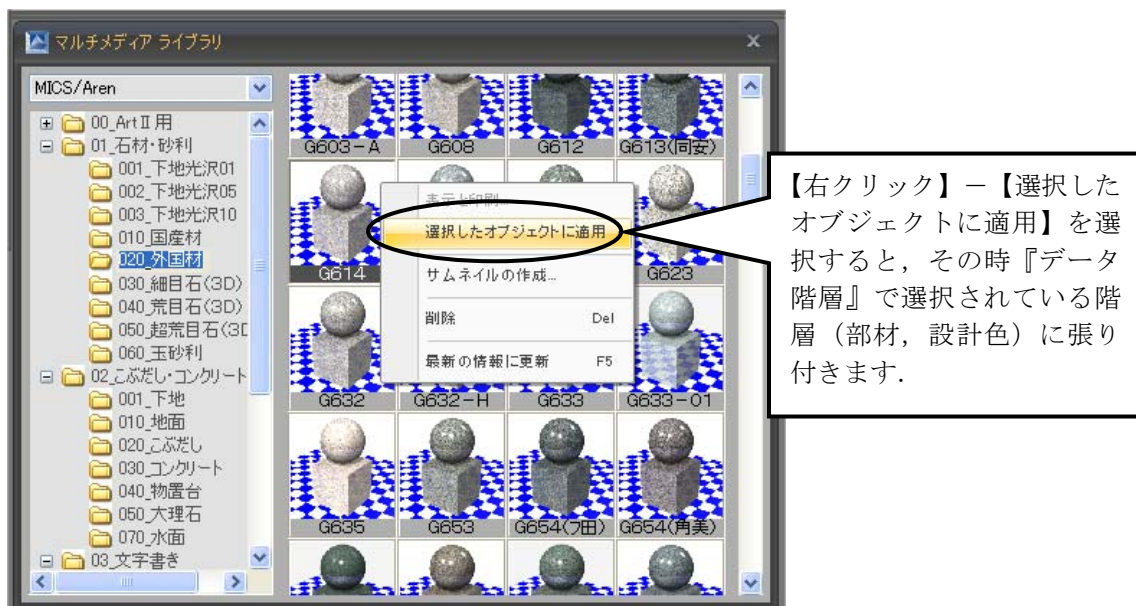 マルチメディア ライブラリ
MICS/Aren
00_ArtⅡ用
01_石材・砂利
001_下地光沢01
002_下地光沢05
003_下地光沢10
010_国産材
020_外国材
030_細目石(3D)
040_荒目石(3D)
050_超荒目石(3D
060_玉砂利
02_こぶだし・コンクリート
001_下地
010_地面
020_こぶだし
030_コンクリート
040_物置台
050_大理石
070_水面
03_文字書き
G603-A G608 G612 G613(同安)
G614 G623
G632 G632-H G633 G633-01
G635 G653 G654(フ田) G654(角美)
表示と印刷...
選択したオブジェクトに適用
サムネイルの作成...
削除 Del
最新の情報に更新 F5
【右クリック】－【選択した
オブジェクトに適用】を選
択すると，その時『データ
階層』で選択されている階
層（部材，設計色）に張り
付きます．